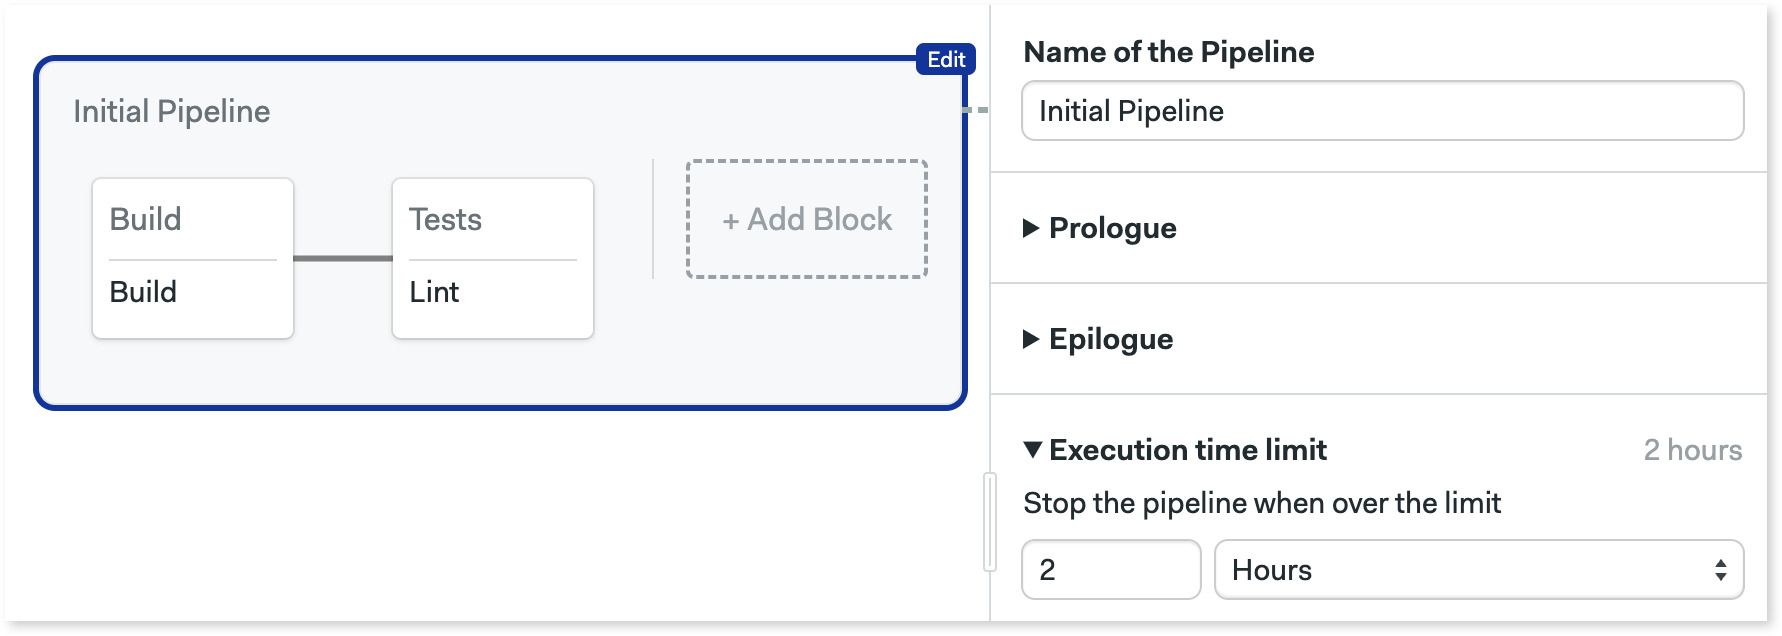 Edit
Initial Pipeline
Build
Build
Tests
Lint
+ Add Block
Name of the Pipeline
Initial Pipeline
Prologue
Epilogue
Execution time limit 2 hours
Stop the pipeline when over the limit
2 Hours